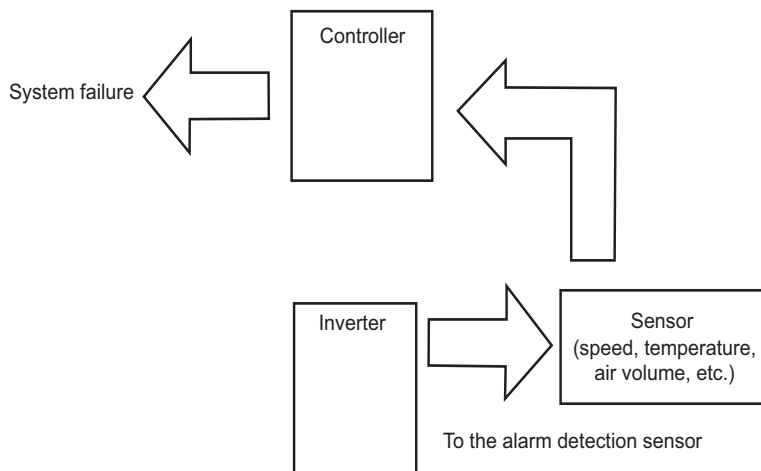 Controller
System failure
Inverter
Sensor
(speed, temperature,
air volume, etc.)
To the alarm detection sensor